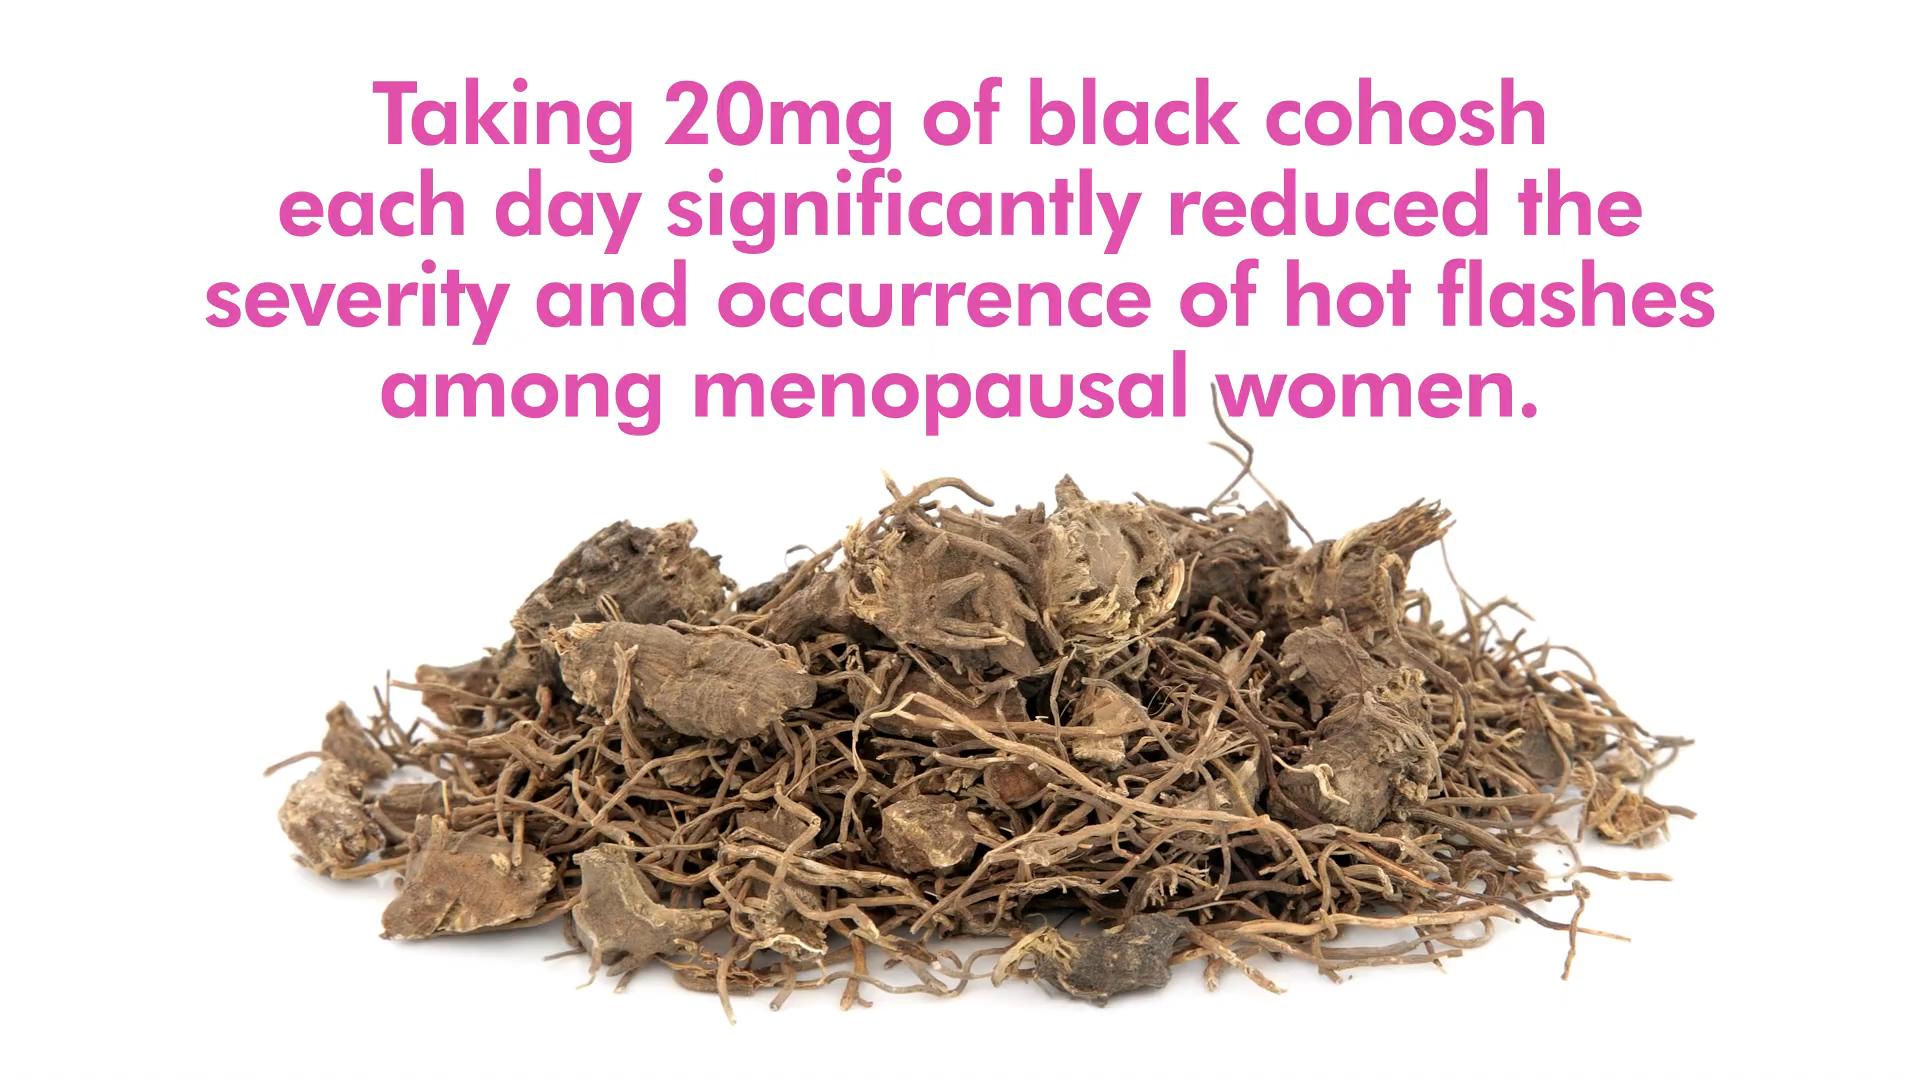 Taking 20mg of black cohosh
each day significantly reduced the
severity and occurrence of hot flashes
among menopausal women.